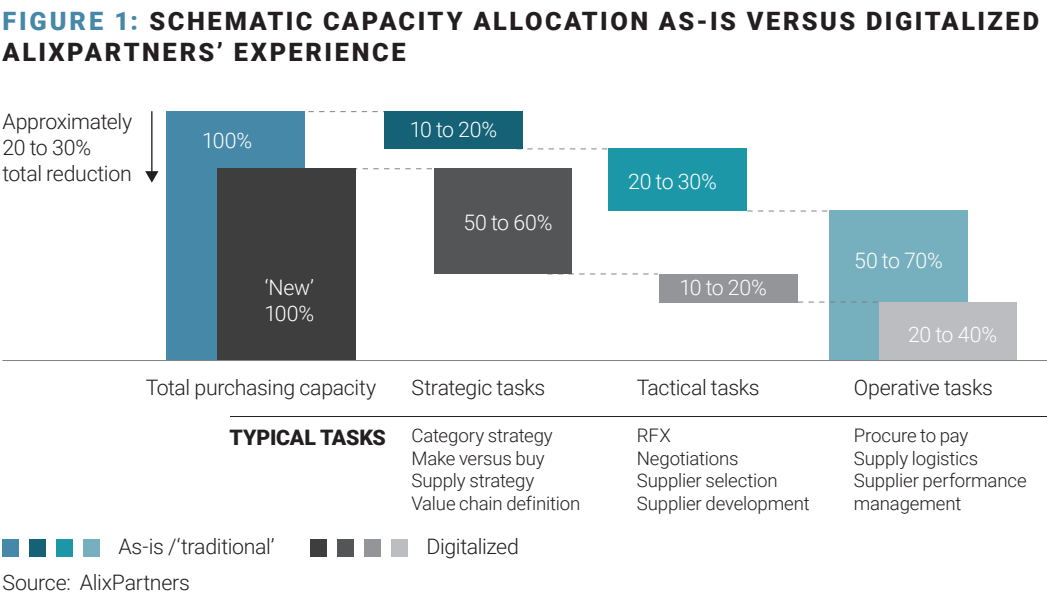 FIGURE 1: SCHEMATIC CAPACITY ALLOCATION AS-IS VERSUS DIGITALIZED
ALIXPARTNERS’ EXPERIENCE
Approximately
20 to 30%
total reduction
100%
10 to 20%
20 to 30%
50 to 60%
50 to 70%
‘New’
100%
10 to 20%
20 to 40%
Total purchasing capacity
Strategic tasks
Tactical tasks
Operative tasks
TYPICAL TASKS
Category strategy
Make versus buy
Supply strategy
Value chain definition
RFX
Negotiations
Supplier selection
Supplier development
Procure to pay
Supply logistics
Supplier performance
management
As-is /‘traditional’
Digitalized
Source: AlixPartners